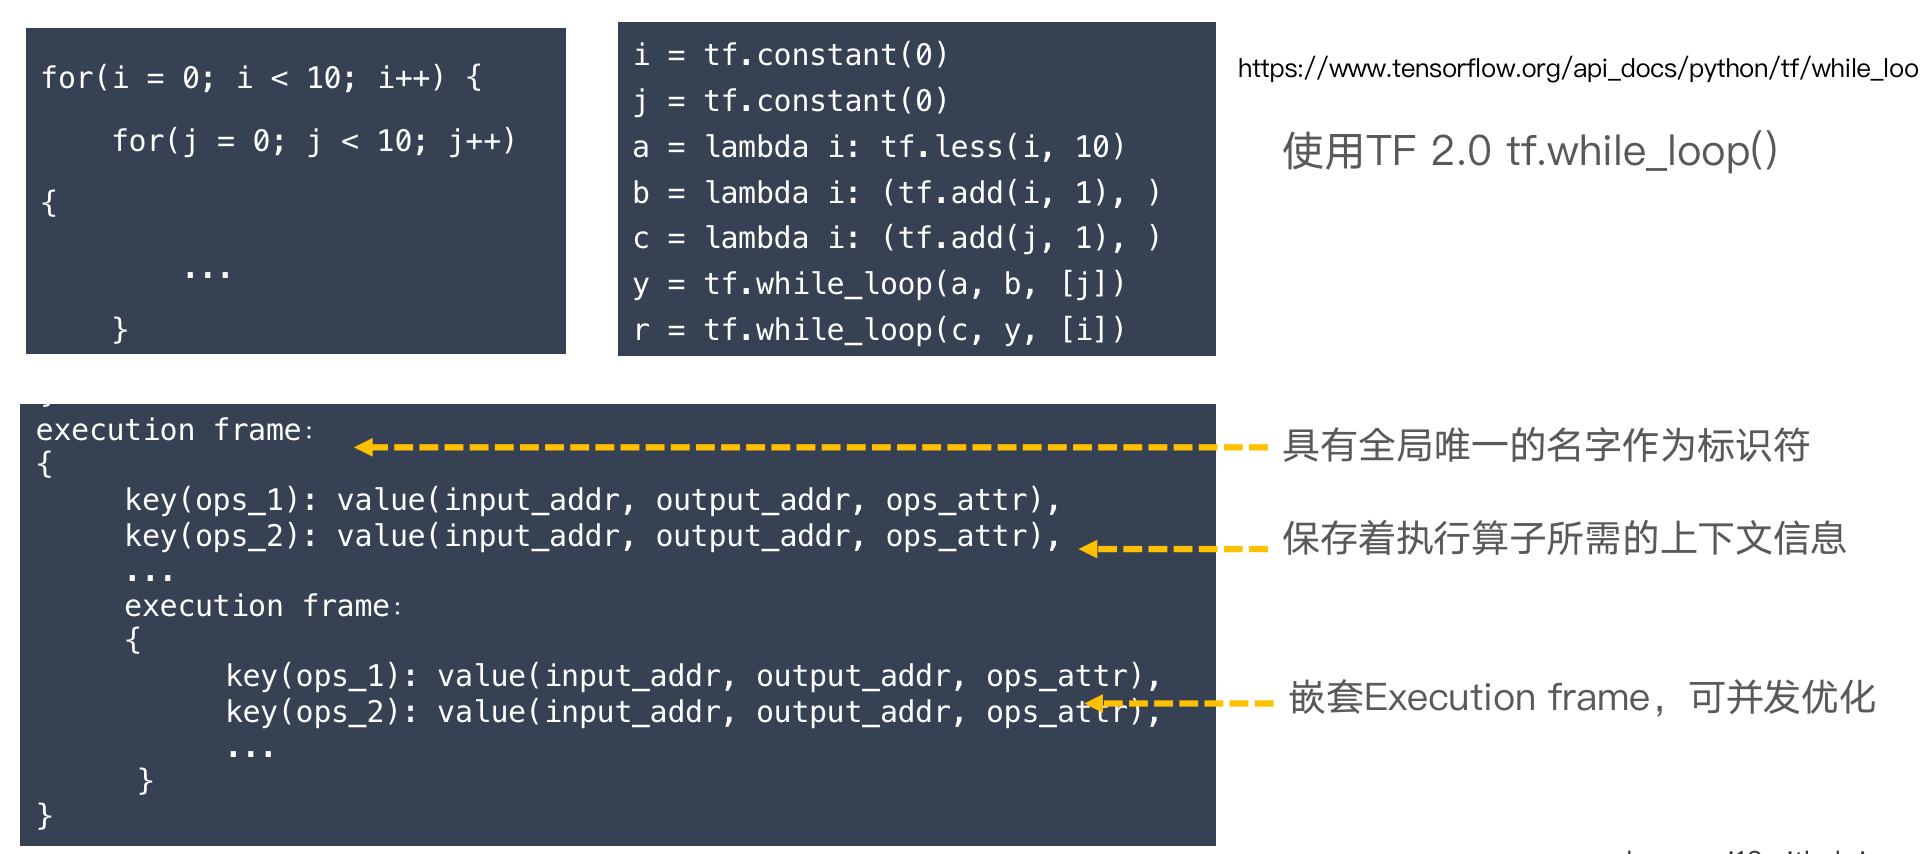 for(i = 0; i < 10; i++) {
for(j = 0; j < 10; j++)
{
...
}
i = tf.constant(0)
j = tf.constant(0)
a = lambda i: tf.less(i, 10)
b = lambda i: (tf.add(i, 1), )
c = lambda i: (tf.add(j, 1), )
y = tf.while_loop(a, b, [j])
r = tf.while_loop(c, y, [i])
https://www.tensorflow.org/api_docs/python/tf/while_loo
使用TF 2.0 tf.while_loop()
execution frame:
{
key(ops_1): value(input_addr, output_addr, ops_attr),
key(ops_2): value(input_addr, output_addr, ops_attr),
...
execution frame:
{
key(ops_1): value(input_addr, output_addr, ops_attr),
key(ops_2): value(input_addr, output_addr, ops_attr),
...
}
}
具有全局唯一的名字作为标识符
保存着执行算子所需的上下文信息
嵌套Execution frame，可并发优化